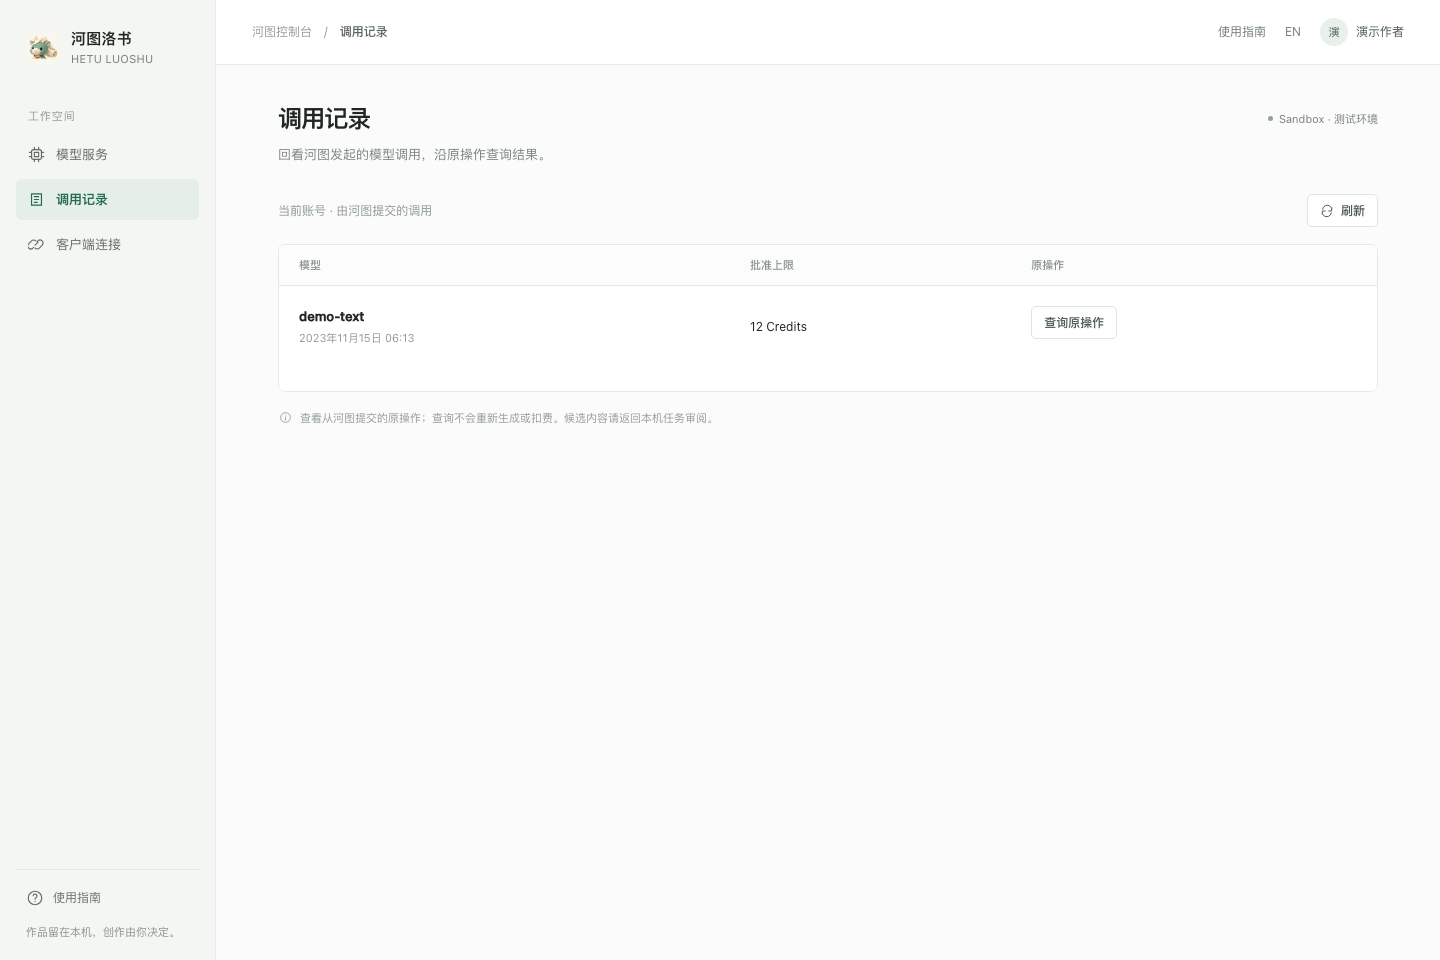 河图洛书
HETU LUOSHU
工作空间
模型服务
调用记录
客户端连接
使用指南
作品留在本机，创作由你决定。
河图控制台 / 调用记录
使用指南 EN 演 演示作者
调用记录
Sandbox · 测试环境
回看河图发起的模型调用，沿原操作查询结果。
当前账号 · 由河图提交的调用
刷新
模型 批准上限 原操作
demo-text
2023年11月15日 06:13
12 Credits
查询原操作
查看从河图提交的原操作；查询不会重新生成或扣费。候选内容请返回本机任务审阅。